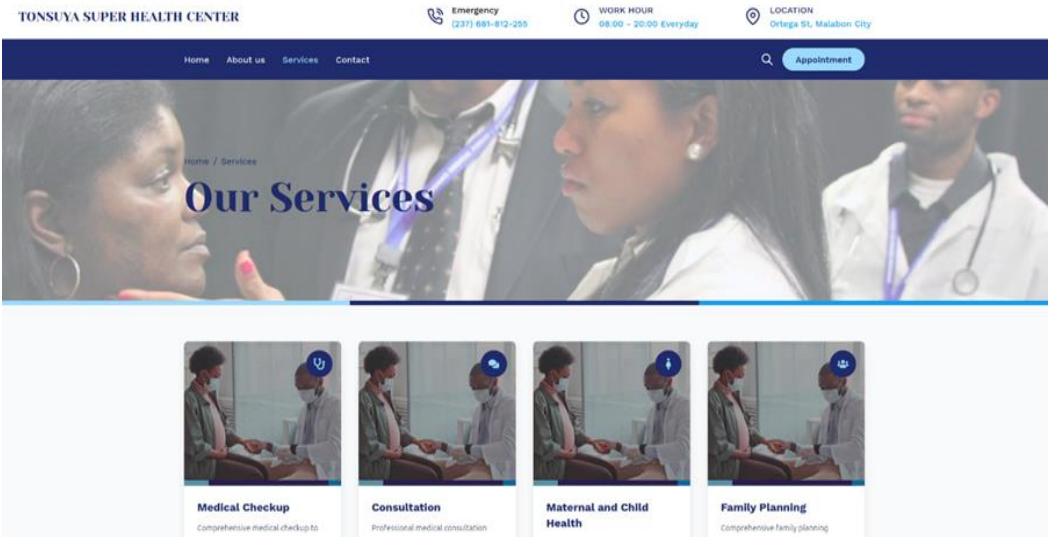 TONSUYA SUPER HEALTH CENTER
Emergency
(237) 681-812-255
WORK HOUR
08:00 - 20:00 Everyday
LOCATION
Ortega St, Malabon City
Home About us Services Contact
Appointment
Home / Services
Our Services
Medical Checkup
Comprehensive medical checkup to
Consultation
Professional medical consultation
Maternal and Child
Health
Family Planning
Comprehensive family planning